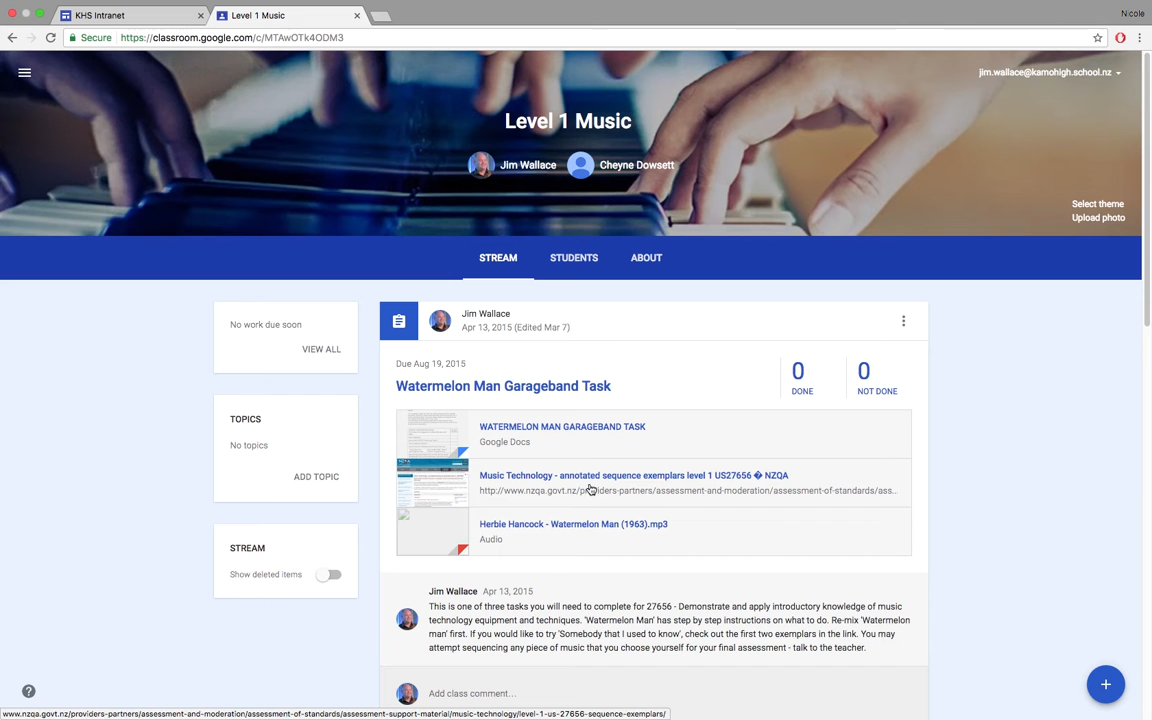 KHS Intranet
Level 1 Music
Nicole
Secure
https://classroom.google.com/c/MTAwOTk4ODM3
jim.wallace@kamohigh.school.nz
Level 1 Music
Jim Wallace
Cheyne Dowsett
Select theme
Upload photo
STREAM
STUDENTS
ABOUT
No work due soon
VIEW ALL
TOPICS
No topics
ADD TOPIC
STREAM
Show deleted items
Jim Wallace
Apr 13, 2015 (Edited Mar 7)
Due Aug 19, 2015
Watermelon Man Garageband Task
0
DONE
0
NOT DONE
WATERMELON MAN GARAGEBAND TASK
Google Docs
Music Technology - annotated sequence exemplars level 1 US27656 � NZQA
http://www.nzqa.govt.nz/providers-partners/assessment-and-moderation/assessment-of-standards/ass...
Herbie Hancock - Watermelon Man (1963).mp3
Audio
Jim Wallace Apr 13, 2015
This is one of three tasks you will need to complete for 27656 - Demonstrate and apply introductory knowledge of music
technology equipment and techniques. 'Watermelon Man' has step by step instructions on what to do. Re-mix 'Watermelon
man' first. If you would like to try 'Somebody that I used to know', check out the first two exemplars in the link. You may
attempt sequencing any piece of music that you choose yourself for your final assessment - talk to the teacher.
Add class comment...
www.nzqa.govt.nz/providers-partners/assessment-and-moderation/assessment-of-standards/assessment-support-material/music-technology/level-1-us-27656-sequence-exemplars/